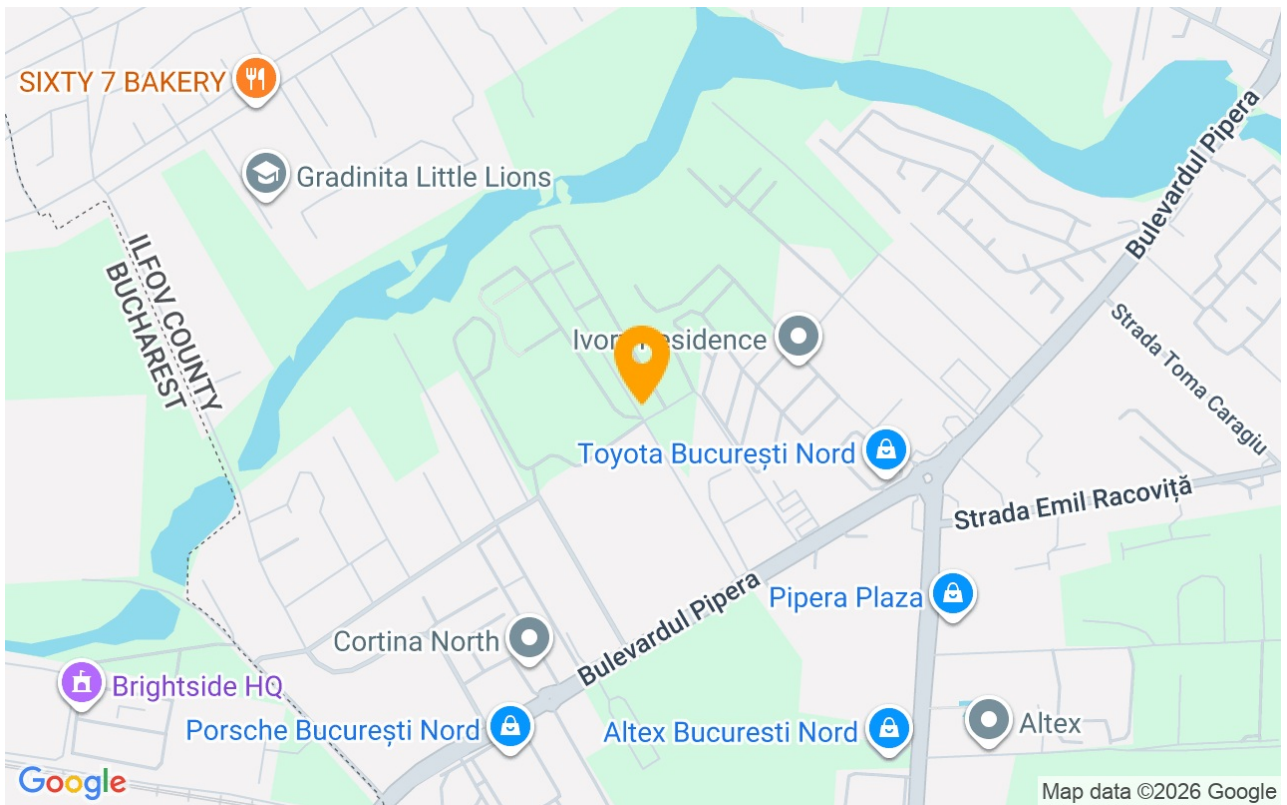 SIXTY 7 BAKERY
Gradinita Little Lions
Bulevardul Pipera
ILFOV COUNTY
BUCHAREST
Strada Toma Caragiu
Residence
Toyota București Nord
Strada Emil Racoviță
Pipera Plaza
Bulevardul Pipera
Cortina North
Brightside HQ
Porsche București Nord
Altex Bucuresti Nord
Altex
Google
Map data ©2026 Google